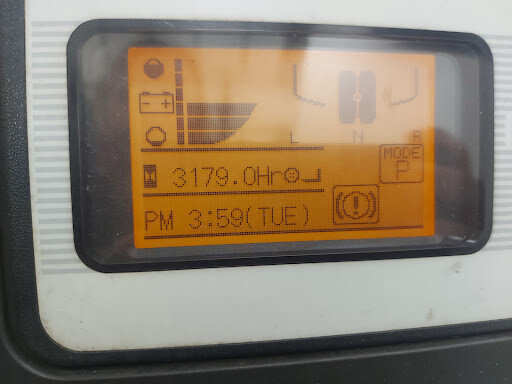 L N R
MODE
P
3179.0Hr
PM 3:59(TUE)